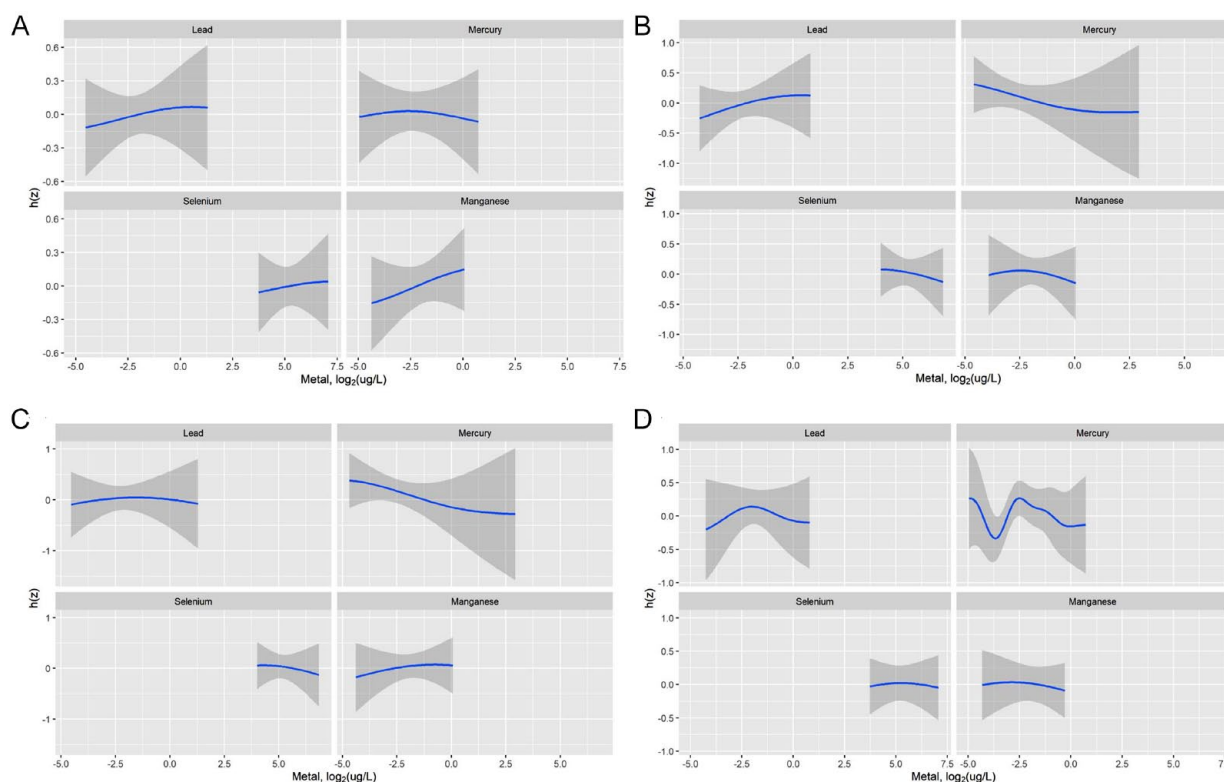 A
Lead Mercury
0.6
0.3
0.0
-0.3
-0.6
h(z)
Selenium Manganese
0.6
0.3
0.0
-0.3
-0.6
-5.0 -2.5 0.0 2.5 5.0 7.5 -5.0 -2.5 0.0 2.5 5.0 7.5
Metal, log₂(ug/L)
B
Lead Mercury
1.0
0.5
0.0
-0.5
-1.0
h(z)
Selenium Manganese
1.0
0.5
0.0
-0.5
-1.0
-5.0 -2.5 0.0 2.5 5.0 -5.0 -2.5 0.0 2.5 5.0
Metal, log₂(ug/L)
C
Lead Mercury
1
0
-1
h(z)
Selenium Manganese
1
0
-1
-5.0 -2.5 0.0 2.5 5.0 -5.0 -2.5 0.0 2.5 5.0
Metal, log₂(ug/L)
D
Lead Mercury
1.0
0.5
0.0
-0.5
-1.0
h(z)
Selenium Manganese
1.0
0.5
0.0
-0.5
-1.0
-5.0 -2.5 0.0 2.5 5.0 7.5 -5.0 -2.5 0.0 2.5 5.0
Metal, log₂(ug/L)